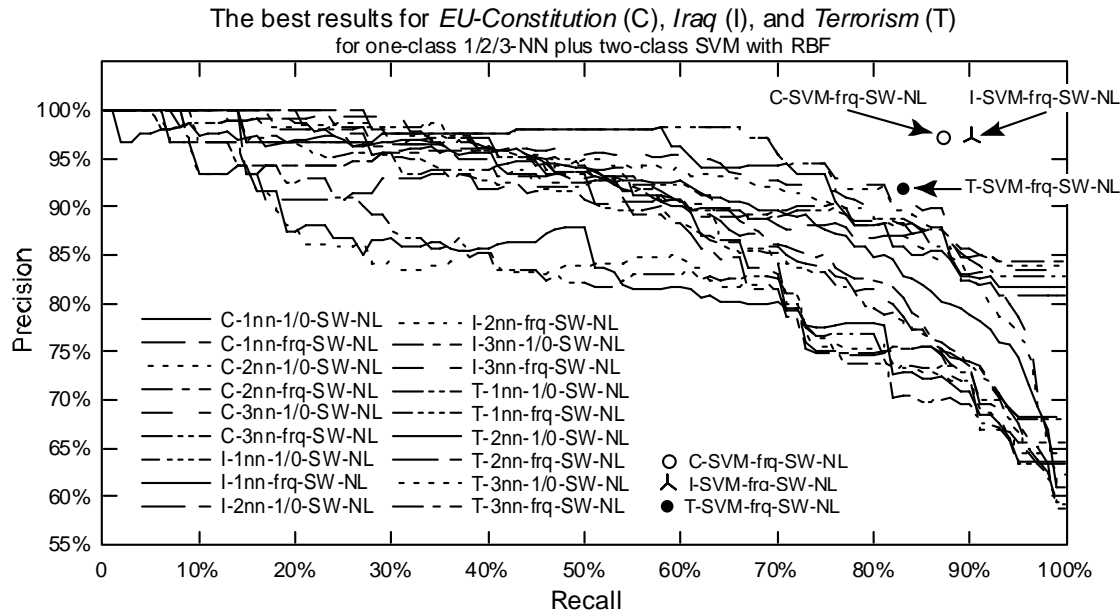 The best results for EU-Constitution (C), Iraq (I), and Terrorism (T)
for one-class 1/2/3-NN plus two-class SVM with RBF
C-SVM-frq-SW-NL
I-SVM-frq-SW-NL
T-SVM-frq-SW-NL
Precision
100%
95%
90%
85%
80%
75%
70%
65%
60%
55%
C-1nn-1/0-SW-NL
C-1nn-frq-SW-NL
C-2nn-1/0-SW-NL
C-2nn-frq-SW-NL
C-3nn-1/0-SW-NL
C-3nn-frq-SW-NL
I-1nn-1/0-SW-NL
I-1nn-frq-SW-NL
I-2nn-1/0-SW-NL
I-2nn-frq-SW-NL
I-3nn-1/0-SW-NL
I-3nn-frq-SW-NL
T-1nn-1/0-SW-NL
T-1nn-frq-SW-NL
T-2nn-1/0-SW-NL
T-2nn-frq-SW-NL
T-3nn-1/0-SW-NL
T-3nn-frq-SW-NL
C-SVM-frq-SW-NL
I-SVM-frq-SW-NL
T-SVM-frq-SW-NL
0 10% 20% 30% 40% 50% 60% 70% 80% 90% 100%
Recall